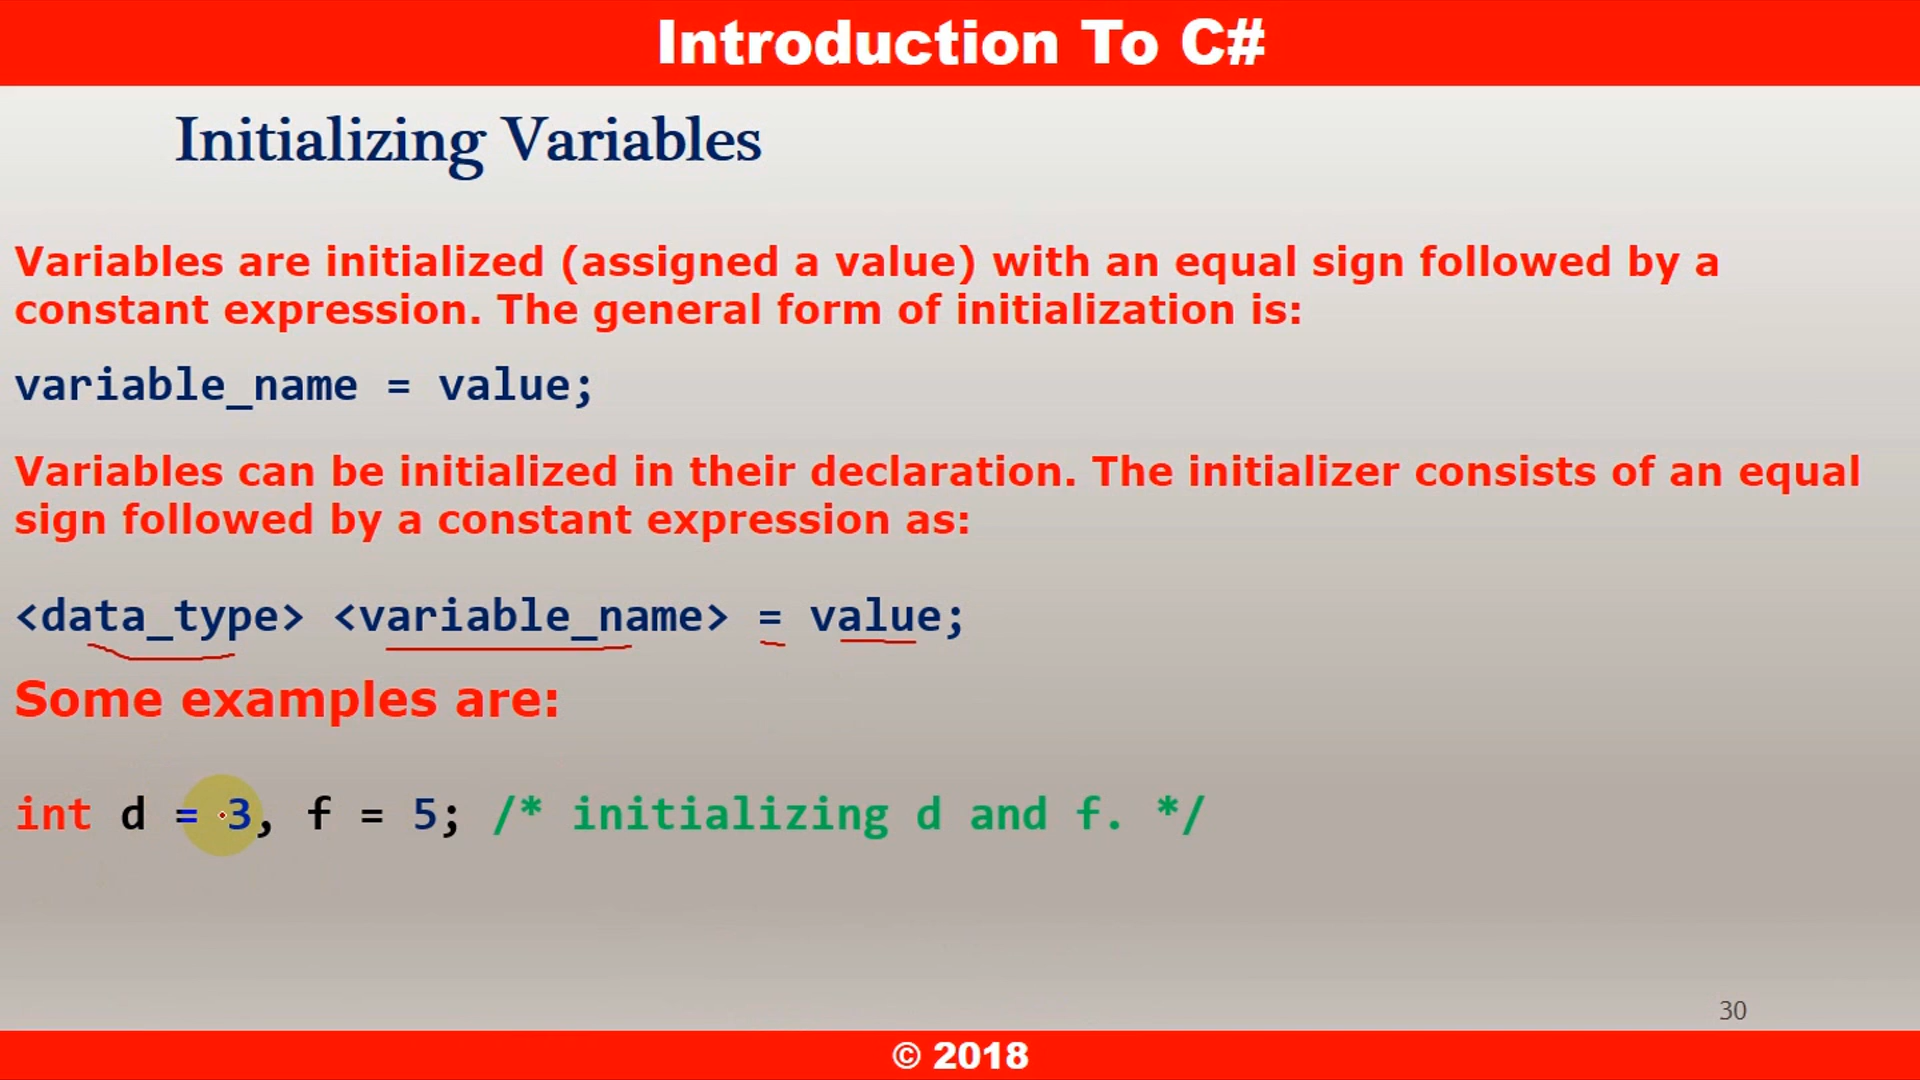 Introduction To C#
Initializing Variables
Variables are initialized (assigned a value) with an equal sign followed by a
constant expression. The general form of initialization is:
variable_name = value;
Variables can be initialized in their declaration. The initializer consists of an equal
sign followed by a constant expression as:
<data_type> <variable_name> = value;
Some examples are:
int d = 3, f = 5; /* initializing d and f. */
30
© 2018